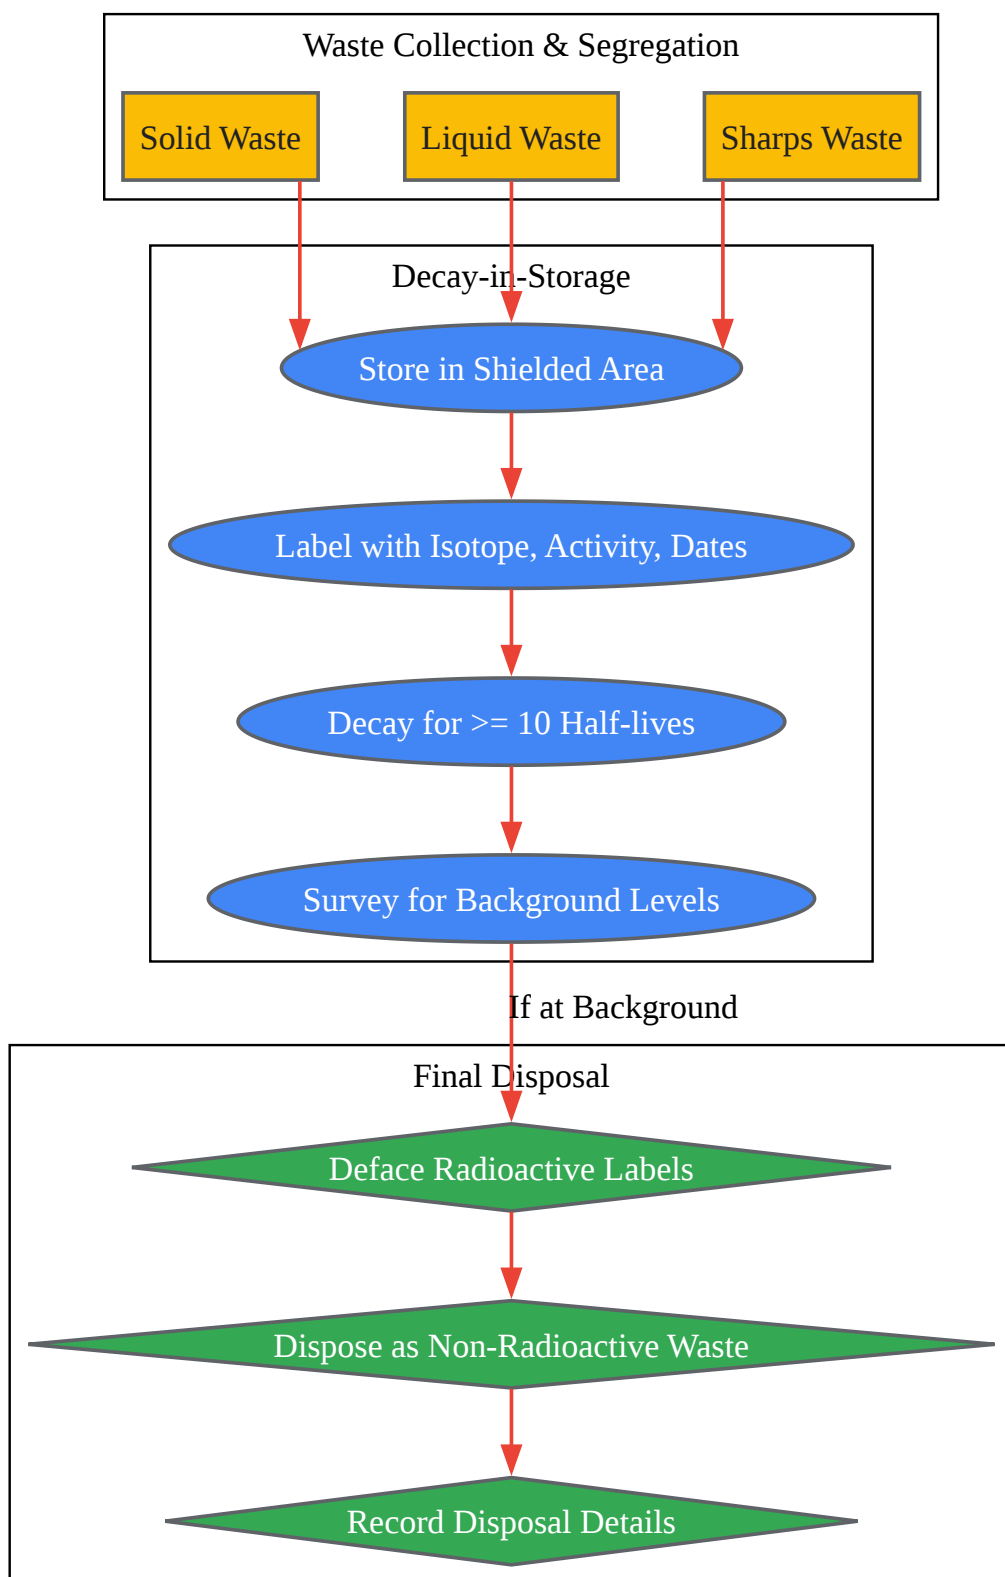 Waste Collection & Segregation
Solid Waste
Liquid Waste
Sharps Waste
Decay-in-Storage
Store in Shielded Area
Label with Isotope, Activity, Dates
Decay for >= 10 Half-lives
Survey for Background Levels
If at Background
Final Disposal
Deface Radioactive Labels
Dispose as Non-Radioactive Waste
Record Disposal Details